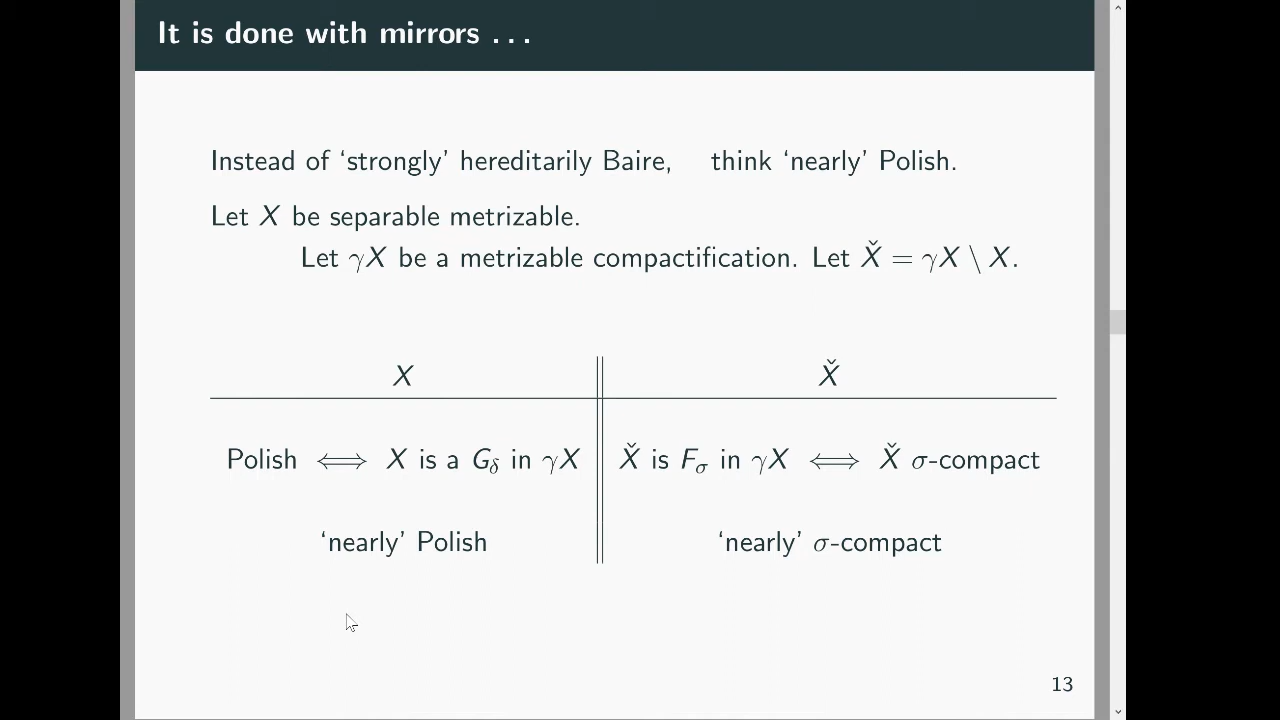 It is done with mirrors . . .
Instead of ‘strongly’ hereditarily Baire, think ‘nearly’ Polish.
Let X be separable metrizable.
Let γX be a metrizable compactification. Let X̌ = γX \ X.
X X̌
Polish ⟺ X is a G_δ in γX X̌ is F_σ in γX ⟺ X̌ σ-compact
‘nearly’ Polish ‘nearly’ σ-compact
13